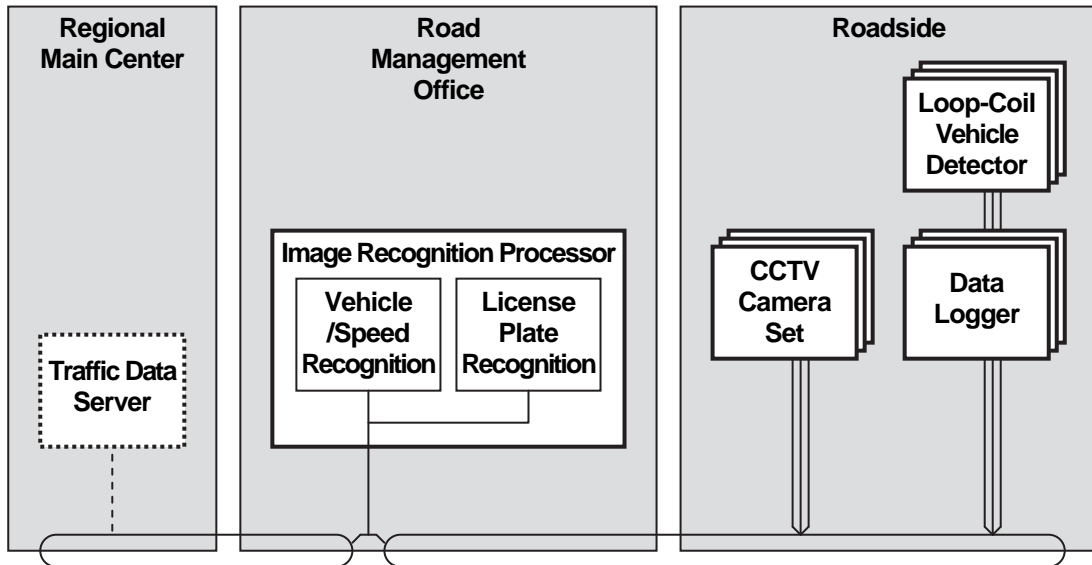 Regional
Main Center
Road
Management
Office
Roadside
Loop-Coil
Vehicle
Detector
Image Recognition Processor
Vehicle
/Speed
Recognition
License
Plate
Recognition
CCTV
Camera
Set
Data
Logger
Traffic Data
Server